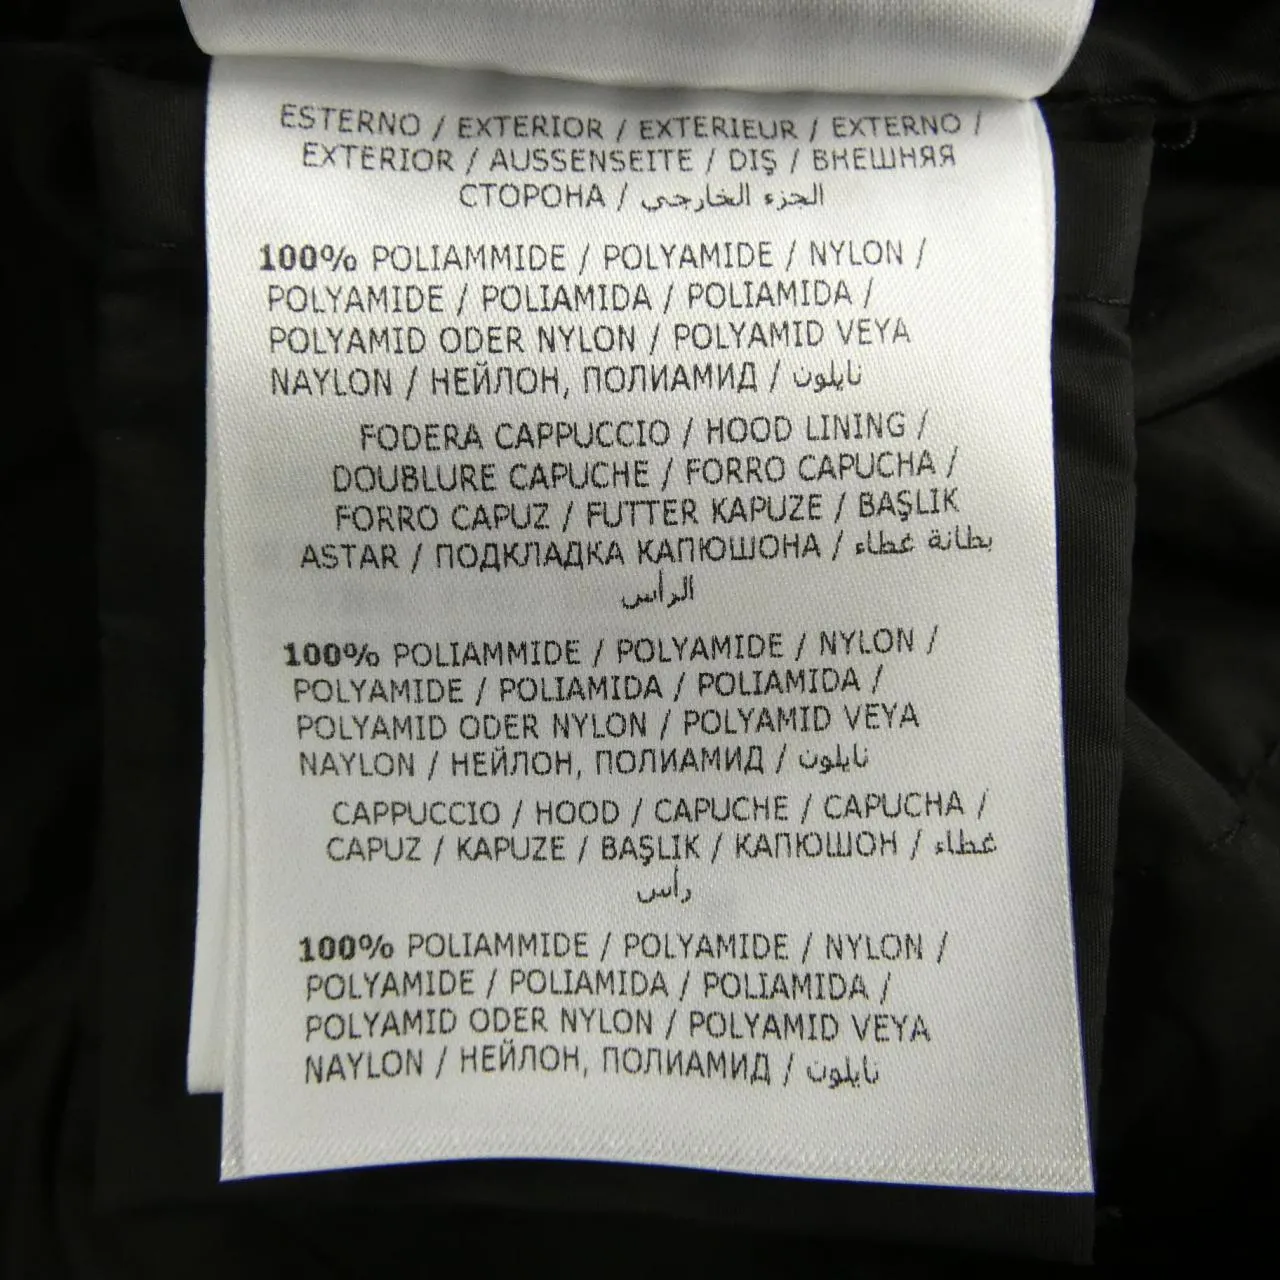 ESTERNO / EXTERIOR / EXTERIEUR / EXTERNO /
EXTERIOR / AUSSENSEITE / DIŞ / ВНЕШНЯЯ
СТОРОНА / الجزء الخارجي
100% POLIAMMIDE / POLYAMIDE / NYLON /
POLYAMIDE / POLIAMIDA / POLIAMIDA /
POLYAMID ODER NYLON / POLYAMID VEYA
NAYLON / НЕЙЛОН, ПОЛИАМИД / نايلون
FODERA CAPPUCCIO / HOOD LINING /
DOUBLURE CAPUCHE / FORRO CAPUCHA /
FORRO CAPUZ / FUTTER KAPUZE / BAŞLIK
ASTAR / ПОДКЛАДКА КАПЮШОНА / بطانة غطاء
الرأس
100% POLIAMMIDE / POLYAMIDE / NYLON /
POLYAMIDE / POLIAMIDA / POLIAMIDA /
POLYAMID ODER NYLON / POLYAMID VEYA
NAYLON / НЕЙЛОН, ПОЛИАМИД / نايلون
CAPPUCCIO / HOOD / CAPUCHE / CAPUCHA /
CAPUZ / KAPUZE / BAŞLIK / КАПЮШОН / غطاء
رأس
100% POLIAMMIDE / POLYAMIDE / NYLON /
POLYAMIDE / POLIAMIDA / POLIAMIDA /
POLYAMID ODER NYLON / POLYAMID VEYA
NAYLON / НЕЙЛОН, ПОЛИАМИД / نايلون